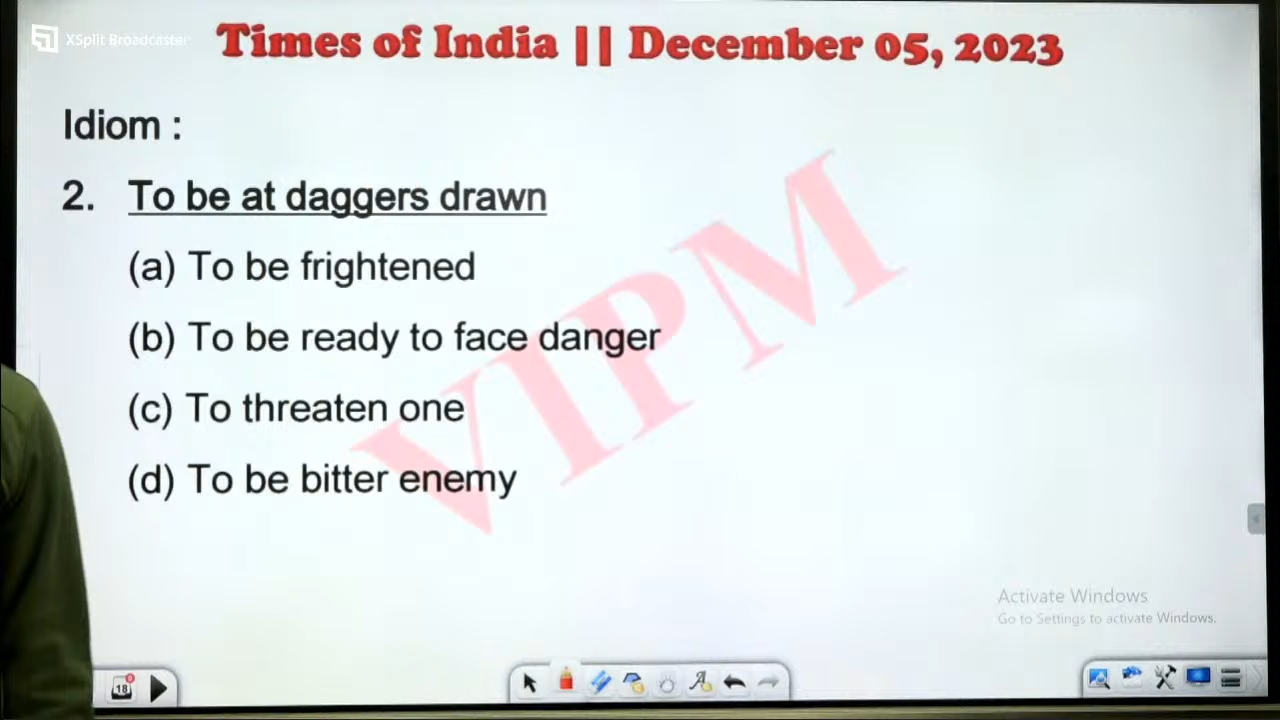 XSplit Broadcaster
Times of India || December 05, 2023
Idiom :
2. To be at daggers drawn
(a) To be frightened
(b) To be ready to face danger
(c) To threaten one
(d) To be bitter enemy
VIPM
Activate Windows
Go to Settings to activate Windows.
18